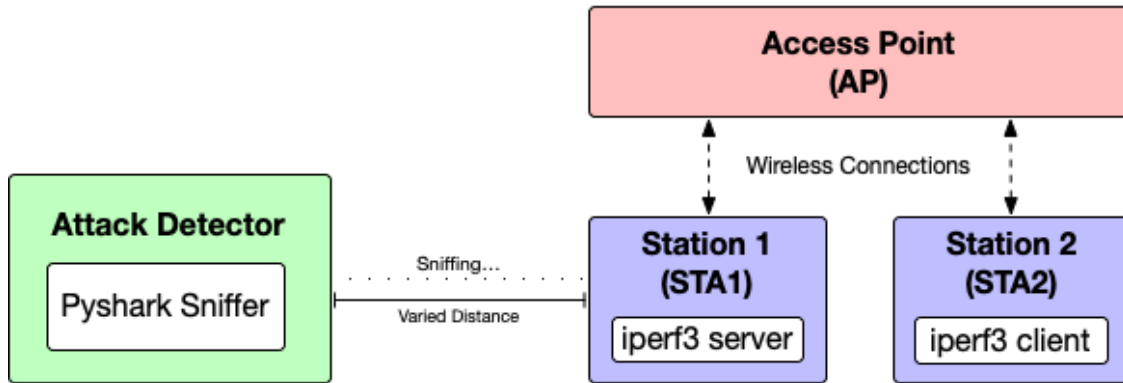 Access Point
(AP)
Wireless Connections
Attack Detector
Pyshark Sniffer
Sniffing...
Varied Distance
Station 1
(STA1)
iperf3 server
Station 2
(STA2)
iperf3 client